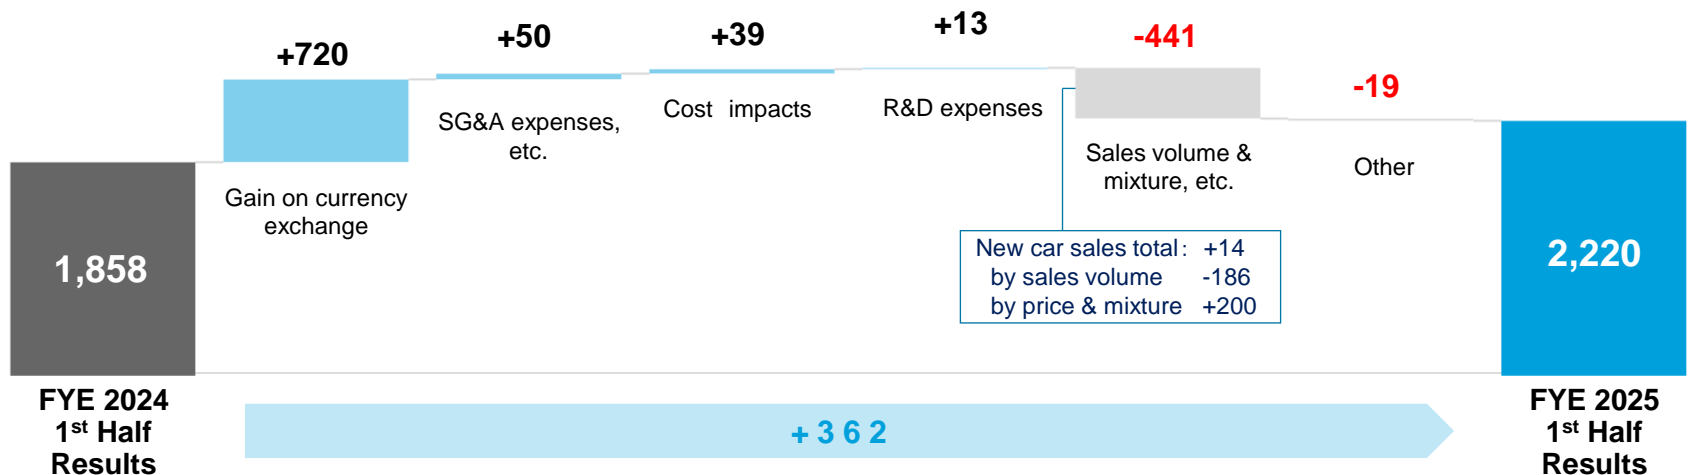 +720
+50
+39
+13
-441
-19
Gain on currency
exchange
SG&A expenses,
etc.
Cost impacts
R&D expenses
Sales volume &
mixture, etc.
Other
New car sales total: +14
by sales volume -186
by price & mixture +200
1,858
2,220
FYE 2024
1st Half
Results
+362
FYE 2025
1st Half
Results